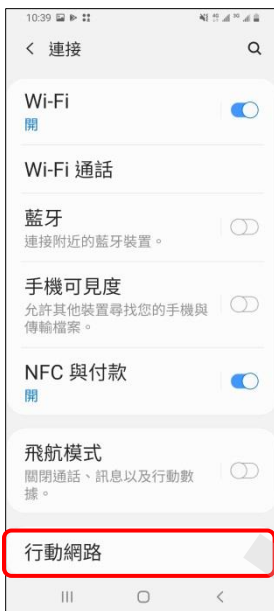 10:39
連接
Wi-Fi
開
Wi-Fi 通話
藍牙
連接附近的藍牙裝置。
手機可見度
允許其他裝置尋找您的手機與
傳輸檔案。
NFC 與付款
開
飛航模式
關閉通話、訊息以及行動數
據。
行動網路